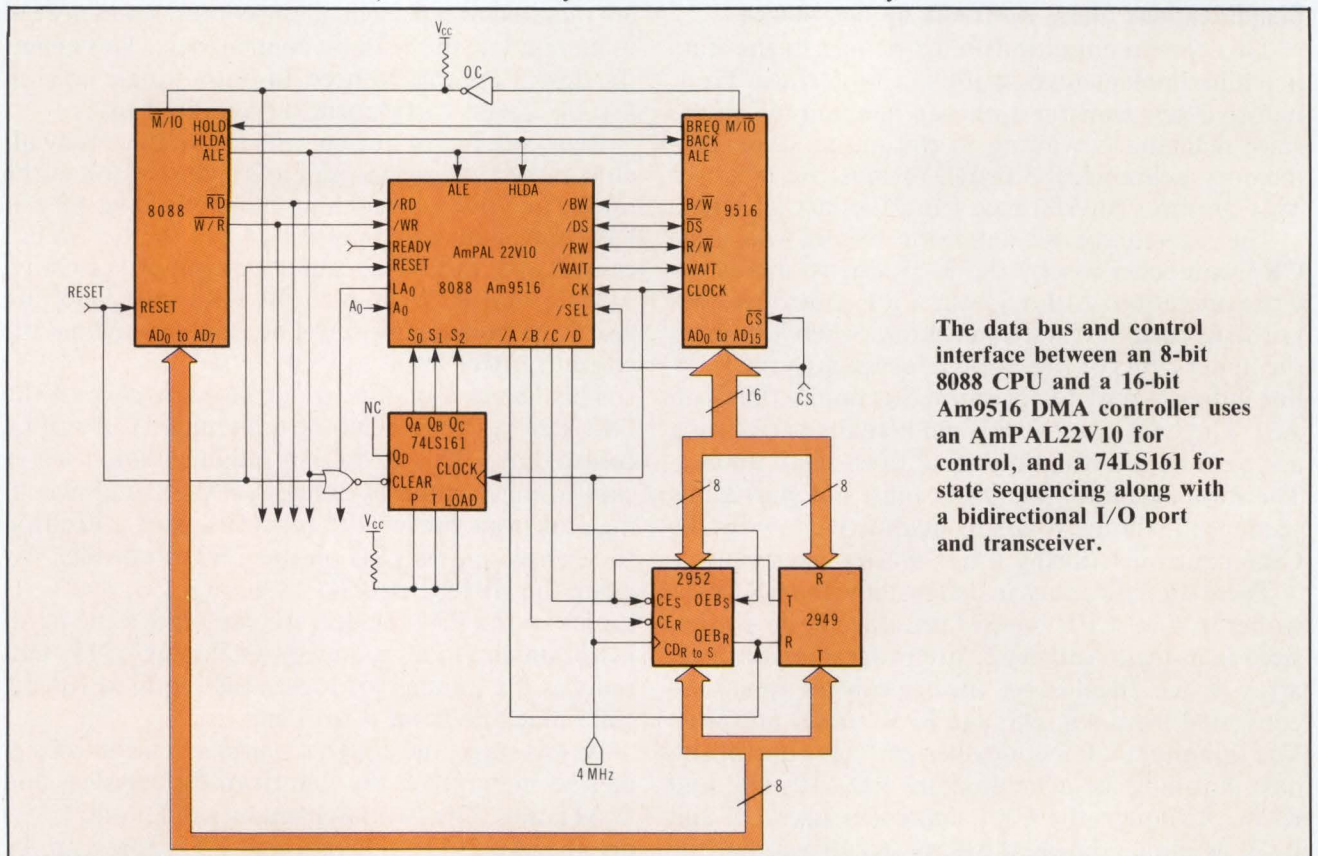 VCC
OC
M̅/IO
HOLD
HLDA
ALE
8088
R̅D̅
W̅/̅R̅
RESET
RESET
AD0 to AD7
ALE
HLDA
/RD
/WR
READY
RESET
LA0
A0
A0
AmPAL 22V10
8088 Am9516
/BW
/DS
/RW
/WAIT
CK
/SEL
S0 S1 S2
/A /B /C /D
BREQ M/I̅O̅
BACK
ALE
B/W̅
9516
D̅S̅
R/W̅
WAIT
CLOCK
C̅S̅
AD0 to AD15
CS
NC
QA QB QC
74LS161
QD
CLOCK
CLEAR
P T LOAD
VCC
16
8
8
2952
CES
OEBS
CER
OEBR
CDR to S
R
T
2949
R
T
4 MHz
8
The data bus and control
interface between an 8-bit
8088 CPU and a 16-bit
Am9516 DMA controller uses
an AmPAL22V10 for
control, and a 74LS161 for
state sequencing along with
a bidirectional I/O port
and transceiver.